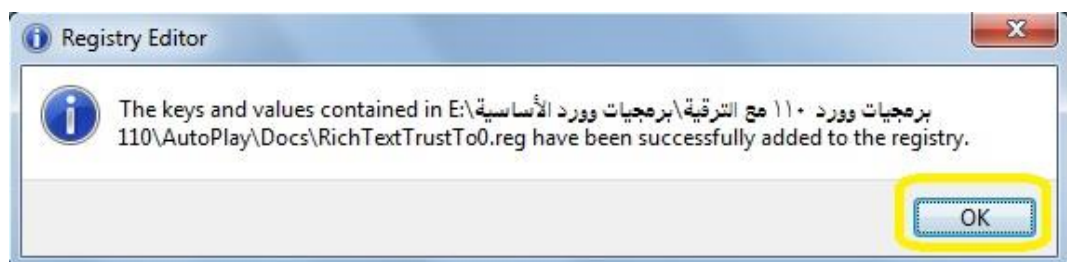 Registry Editor
The keys and values contained in E:\برمجيات وورد ١١٠ مع الترقية\برمجيات وورد الأساسية
110\AutoPlay\Docs\RichTextTrustTo0.reg have been successfully added to the registry.
OK